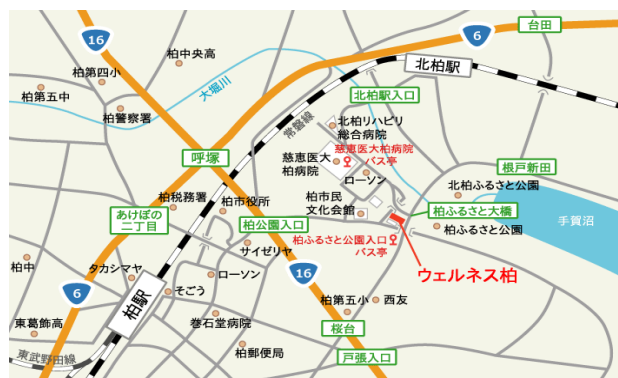 16
柏中央高
柏第四小
柏第五中
柏警察署
大堀川
6
台田
北柏駅
北柏駅入口
常磐線
北柏リハビリ
総合病院
呼塚
慈恵医大
柏病院
慈恵医大柏病院
バス亭
ローソン
根戸新田
北柏ふるさと公園
柏税務署
柏市役所
柏市民
文化会館
柏ふるさと大橋
手賀沼
あけぼの
二丁目
柏公園入口
柏ふるさと公園入口
バス亭
柏ふるさと公園
サイゼリヤ
柏中
タカシマヤ
ローソン
16
ウェルネス柏
6
柏駅
そごう
柏第五小
西友
巻石堂病院
桜台
東葛飾高
柏郵便局
戸張入口
東武野田線